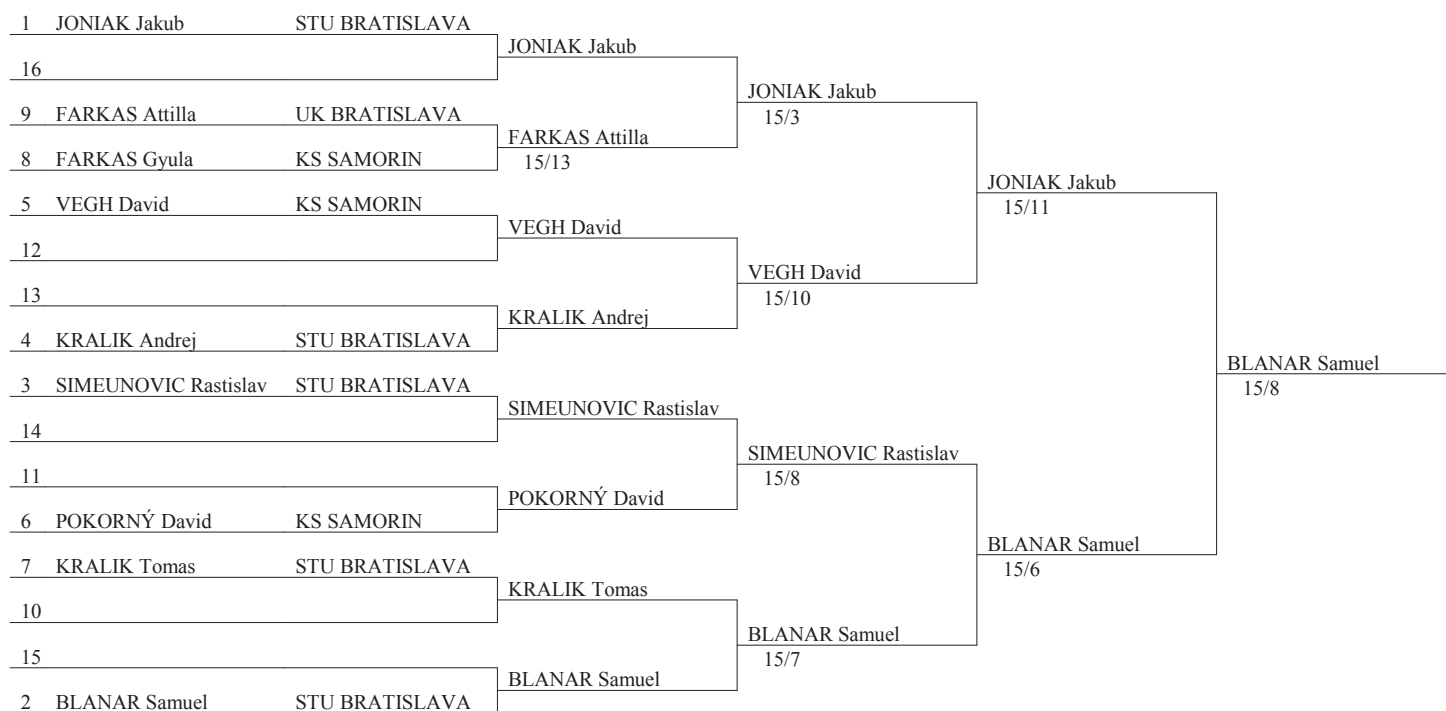 1 JONIAK Jakub STU BRATISLAVA
16
9 FARKAS Attilla UK BRATISLAVA
8 FARKAS Gyula KS SAMORIN
5 VEGH David KS SAMORIN
12
13
4 KRALIK Andrej STU BRATISLAVA
3 SIMEUNOVIC Rastislav STU BRATISLAVA
14
11
6 POKORNÝ David KS SAMORIN
7 KRALIK Tomas STU BRATISLAVA
10
15
2 BLANAR Samuel STU BRATISLAVA
JONIAK Jakub
FARKAS Attilla
15/13
VEGH David
KRALIK Andrej
SIMEUNOVIC Rastislav
POKORNÝ David
KRALIK Tomas
BLANAR Samuel
JONIAK Jakub
15/3
VEGH David
15/10
SIMEUNOVIC Rastislav
15/8
BLANAR Samuel
15/7
JONIAK Jakub
15/11
BLANAR Samuel
15/6
BLANAR Samuel
15/8